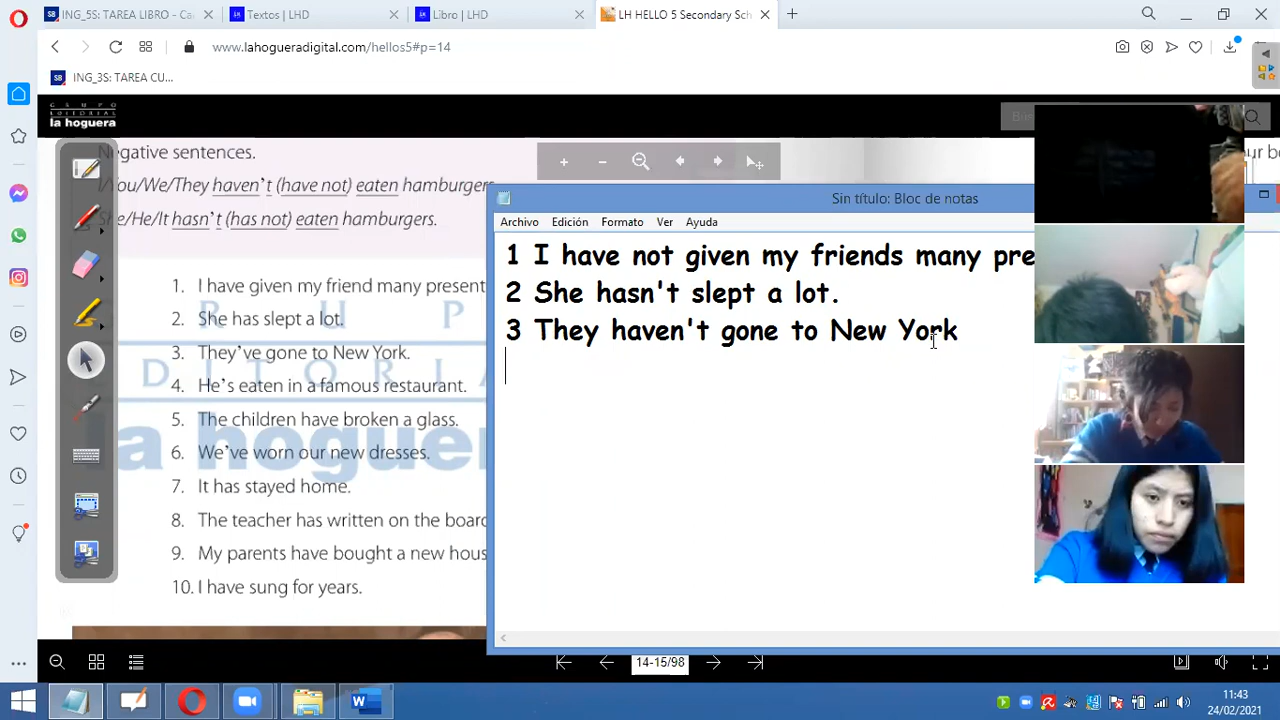 ING_5S: TAREA LIBRO - Ca
Textos | LHD
Libro | LHD
LH HELLO 5 Secondary Sch
www.lahogueradigital.com/hellos5#p=14
ING_3S: TAREA CU...
GRUPO
EDITORIAL
la hoguera
Negative sentences.
I/You/We/They haven't (have not) eaten hamburgers.
She/He/It hasn't (has not) eaten hamburgers.
1. I have given my friend many present
2. She has slept a lot.
3. They've gone to New York.
4. He's eaten in a famous restaurant.
5. The children have broken a glass.
6. We've worn our new dresses.
7. It has stayed home.
8. The teacher has written on the board
9. My parents have bought a new hous
10. I have sung for years.
Sin título: Bloc de notas
Archivo Edición Formato Ver Ayuda
1 I have not given my friends many pre
2 She hasn't slept a lot.
3 They haven't gone to New York
14-15/98
11:43
24/02/2021